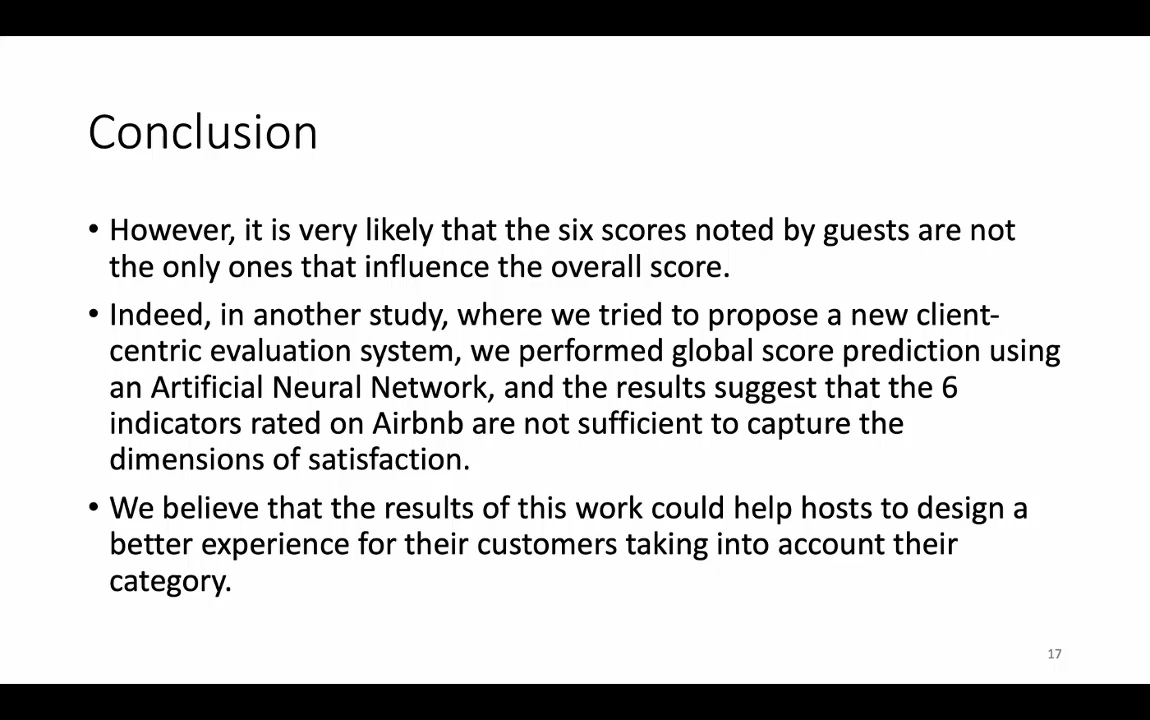 Conclusion
• However, it is very likely that the six scores noted by guests are not
the only ones that influence the overall score.
• Indeed, in another study, where we tried to propose a new client-
centric evaluation system, we performed global score prediction using
an Artificial Neural Network, and the results suggest that the 6
indicators rated on Airbnb are not sufficient to capture the
dimensions of satisfaction.
• We believe that the results of this work could help hosts to design a
better experience for their customers taking into account their
category.
17